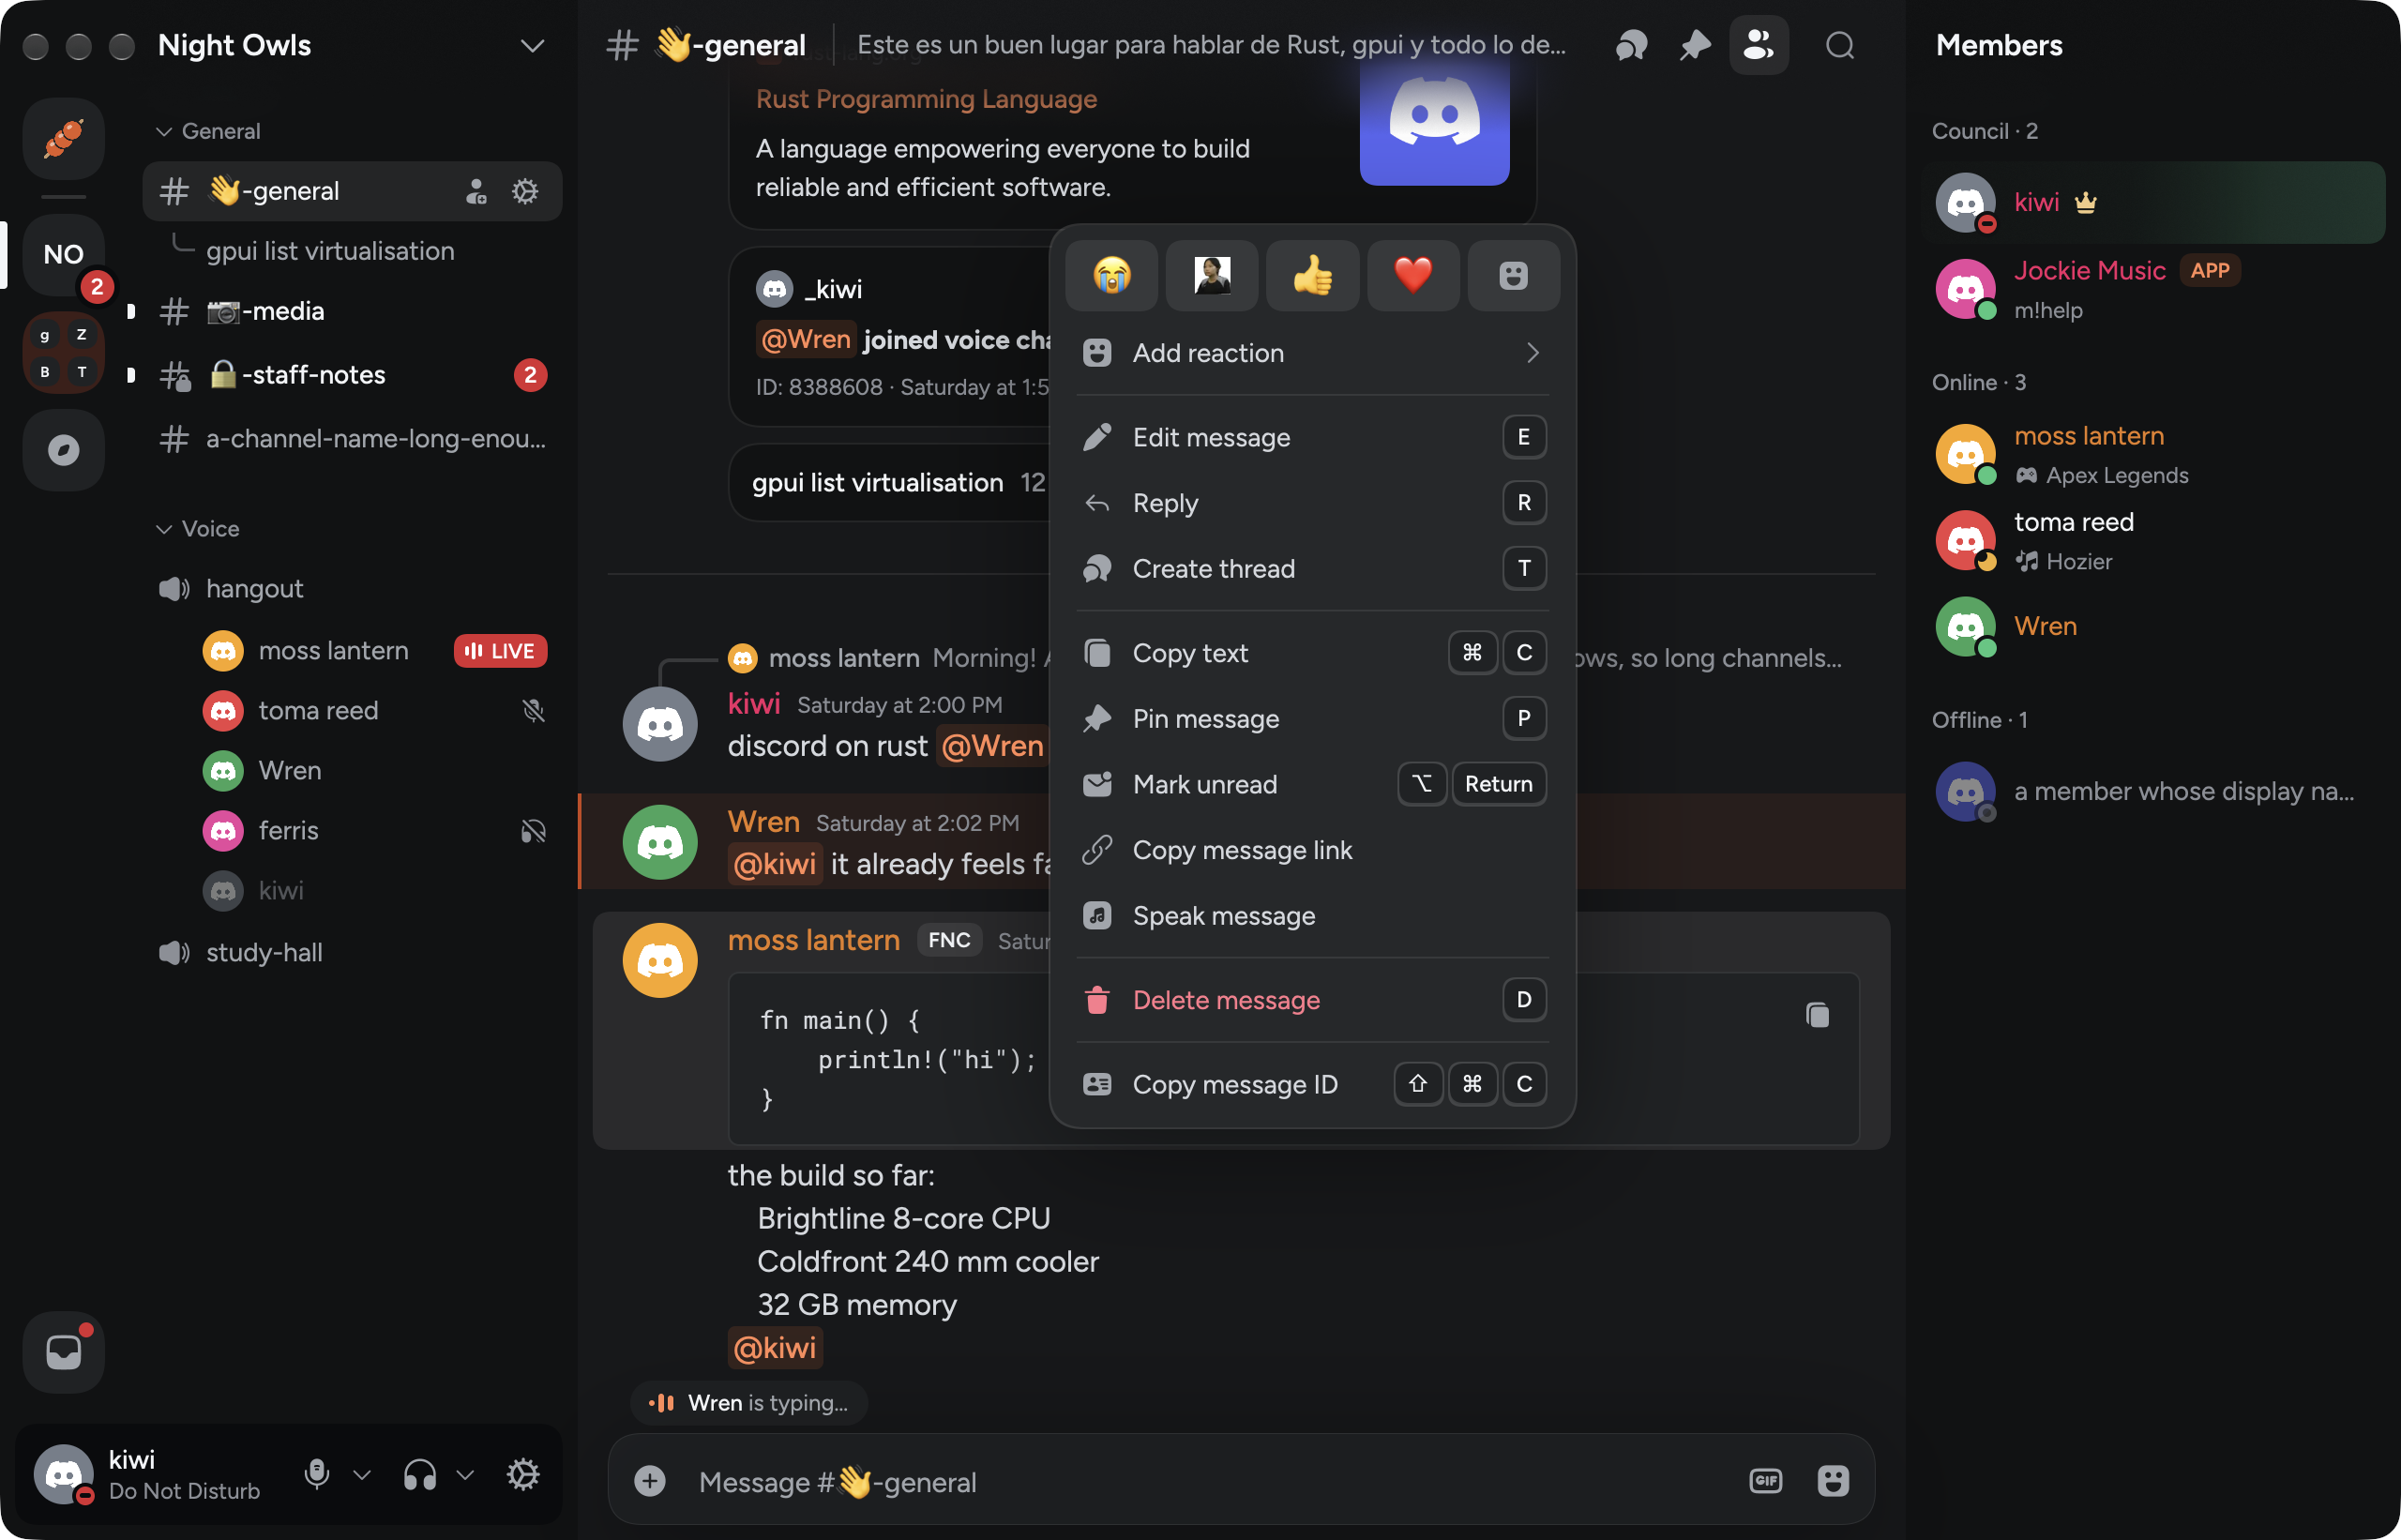 Night Owls
NO
2
g Z
B T
General
👋-general
gpui list virtualisation
📷-media
🔒-staff-notes
2
a-channel-name-long-enou...
Voice
hangout
moss lantern
LIVE
toma reed
Wren
ferris
kiwi
study-hall
kiwi
Do Not Disturb
# 👋-general
Este es un buen lugar para hablar de Rust, gpui y todo lo de...
rust-lang.org
Rust Programming Language
A language empowering everyone to build
reliable and efficient software.
_kiwi
@Wren joined voice cha
ID: 8388608 · Saturday at 1:5
gpui list virtualisation 12
moss lantern Morning!
ows, so long channels...
kiwi Saturday at 2:00 PM
discord on rust @Wren
Wren Saturday at 2:02 PM
@kiwi it already feels fa
moss lantern FNC Satur
fn main() {
println!("hi");
}
the build so far:
Brightline 8-core CPU
Coldfront 240 mm cooler
32 GB memory
@kiwi
Wren is typing...
Message #👋-general
GIF
Add reaction
Edit message E
Reply R
Create thread T
Copy text ⌘ C
Pin message P
Mark unread ⌥ Return
Copy message link
Speak message
Delete message D
Copy message ID ⇧ ⌘ C
Members
Council · 2
kiwi
Jockie Music APP
m!help
Online · 3
moss lantern
Apex Legends
toma reed
Hozier
Wren
Offline · 1
a member whose display na...